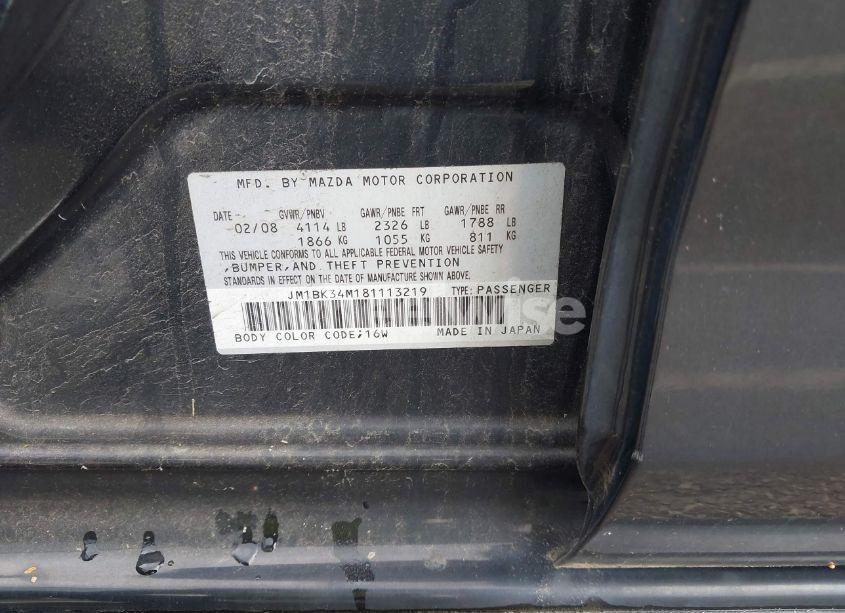 MFD. BY MAZDA MOTOR CORPORATION
DATE GVWR/PNBV GAWR/PNBE FRT GAWR/PNBE RR
02/08 4114 LB 2326 LB 1788 LB
1866 KG 1055 KG 811 KG
THIS VEHICLE CONFORMS TO ALL APPLICABLE FEDERAL MOTOR VEHICLE SAFETY
,BUMPER,AND THEFT PREVENTION
STANDARDS IN EFFECT ON THE DATE OF MANUFACTURE SHOWN ABOVE.
JM1BK34M181113219 TYPE: PASSENGER
BODY COLOR CODE;16W MADE IN JAPAN